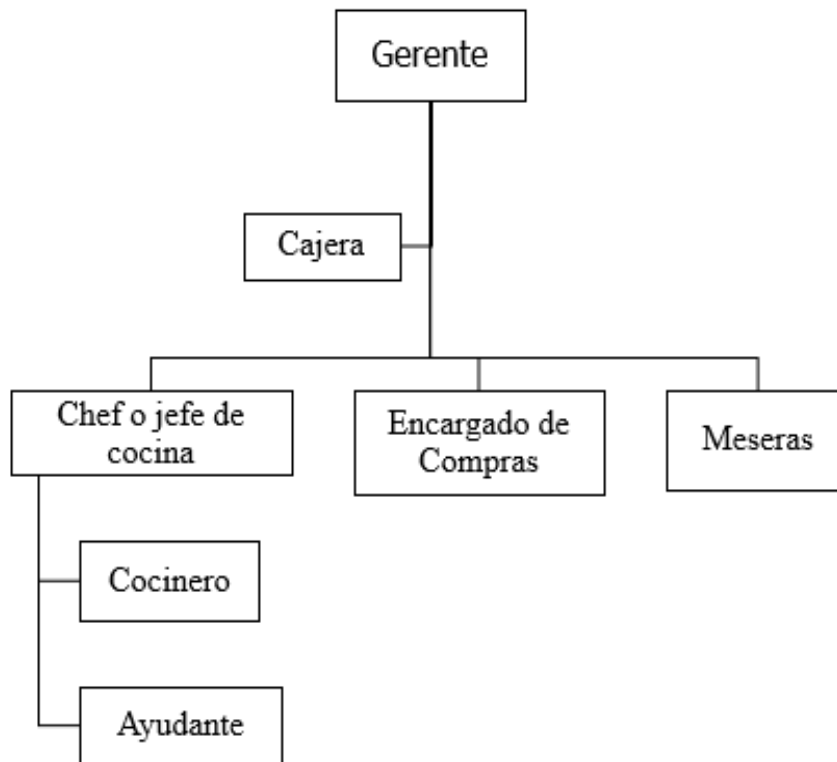 Gerente
Cajera
Chef o jefe de
cocina
Encargado de
Compras
Meseras
Cocinero
Ayudante